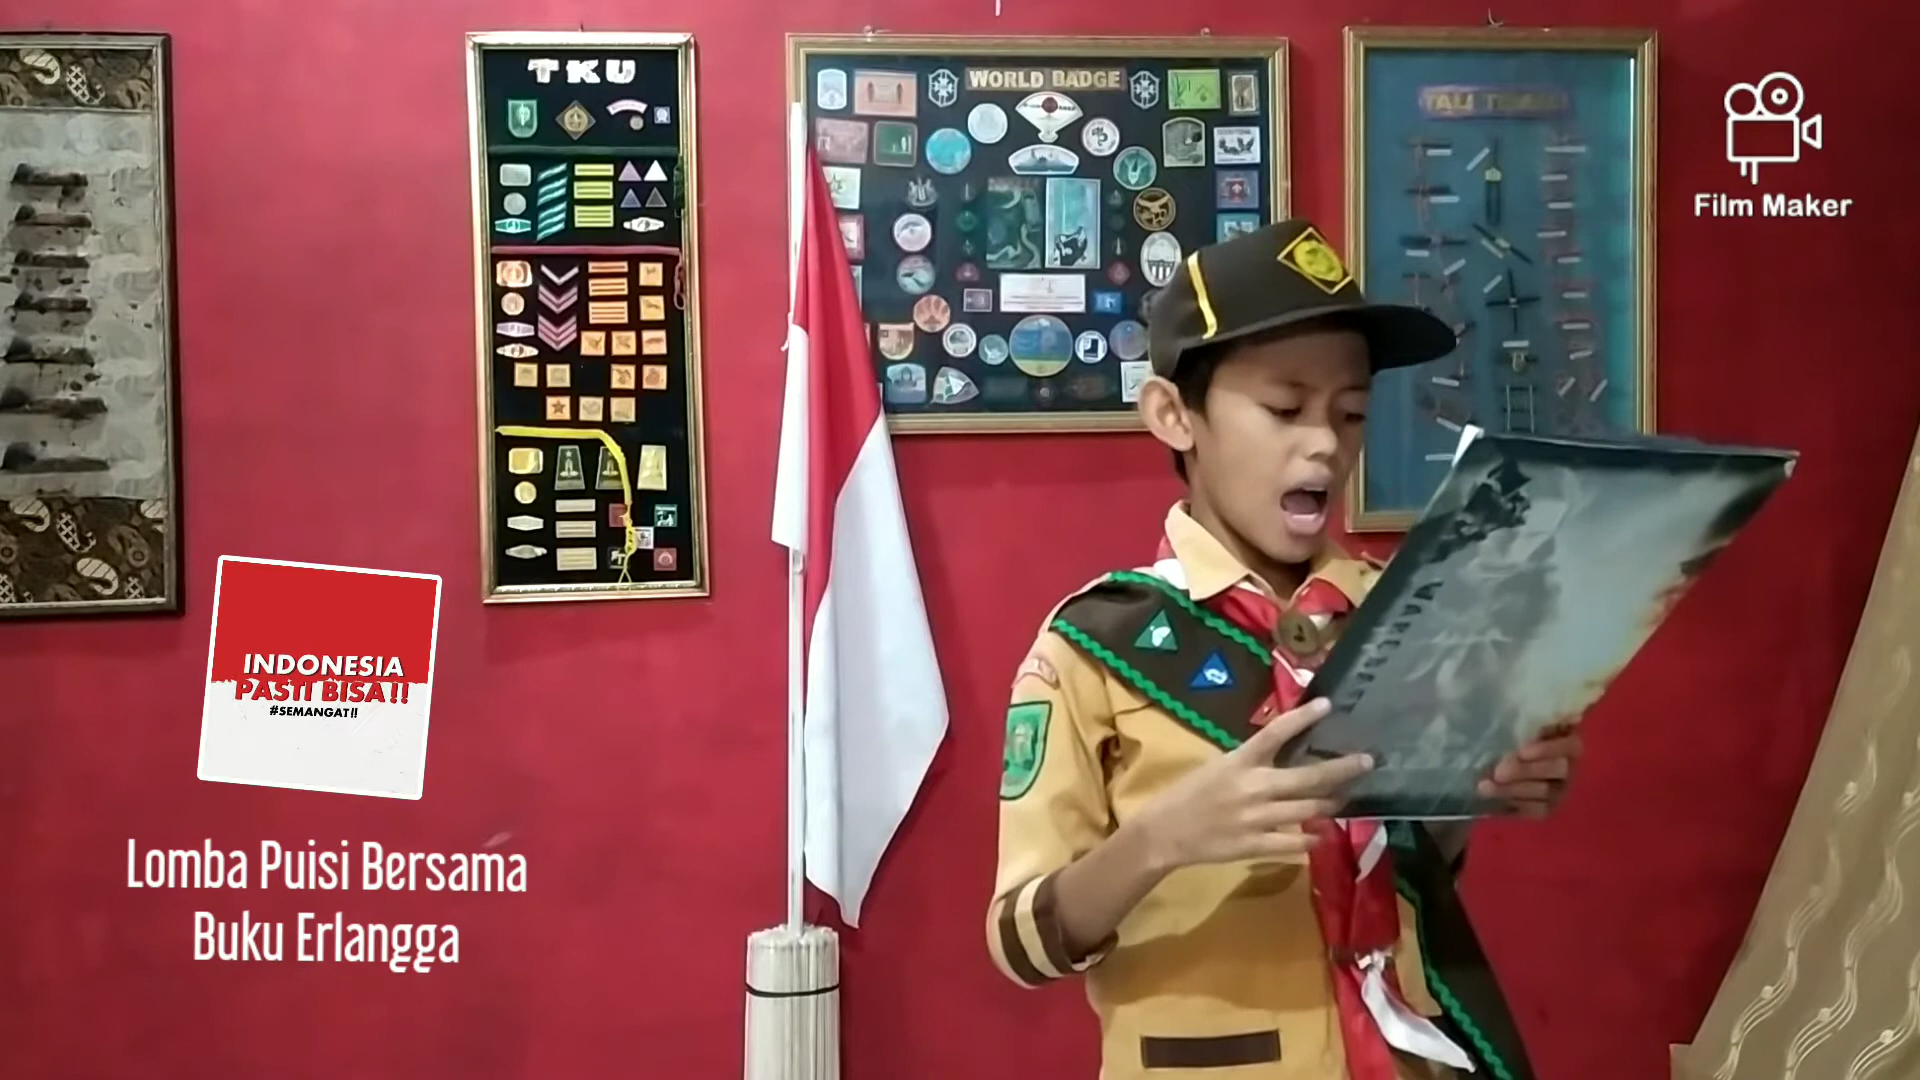 TKU
WORLD BADGE
Film Maker
INDONESIA
PASTI BISA!!
#SEMANGAT!!
Lomba Puisi Bersama
Buku Erlangga